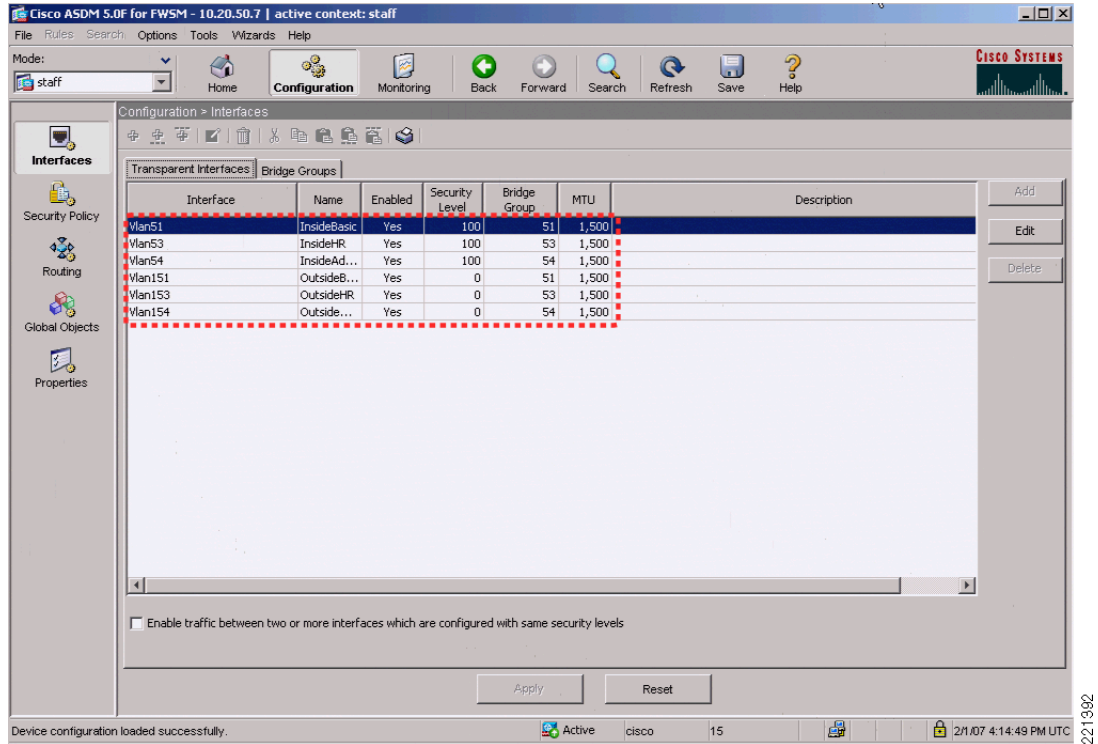 Cisco ASDM 5.0F for FWSM - 10.20.50.7 | active context: staff
File Rules Search Options Tools Wizards Help
Mode:
staff
Home Configuration Monitoring Back Forward Search Refresh Save Help
CISCO SYSTEMS
Configuration > Interfaces
Interfaces
Security Policy
Routing
Global Objects
Properties
Transparent Interfaces Bridge Groups
Interface Name Enabled Security Level Bridge Group MTU Description
Vlan51 InsideBasic Yes 100 51 1,500
Vlan53 InsideHR Yes 100 53 1,500
Vlan54 InsideAd... Yes 100 54 1,500
Vlan151 OutsideB... Yes 0 51 1,500
Vlan153 OutsideHR Yes 0 53 1,500
Vlan154 Outside... Yes 0 54 1,500
Add
Edit
Delete
Enable traffic between two or more interfaces which are configured with same security levels
Apply Reset
Device configuration loaded successfully. Active cisco 15 2/1/07 4:14:49 PM UTC
221392